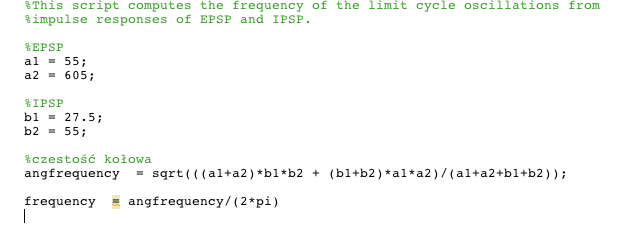 %This script computes the frequency of the limit cycle oscillations from
%impulse responses of EPSP and IPSP.
%EPSP
a1 = 55;
a2 = 605;
%IPSP
b1 = 27.5;
b2 = 55;
%czestość kołowa
angfrequency  = sqrt(((a1+a2)*b1*b2 + (b1+b2)*a1*a2)/(a1+a2+b1+b2));
frequency  = angfrequency/(2*pi)